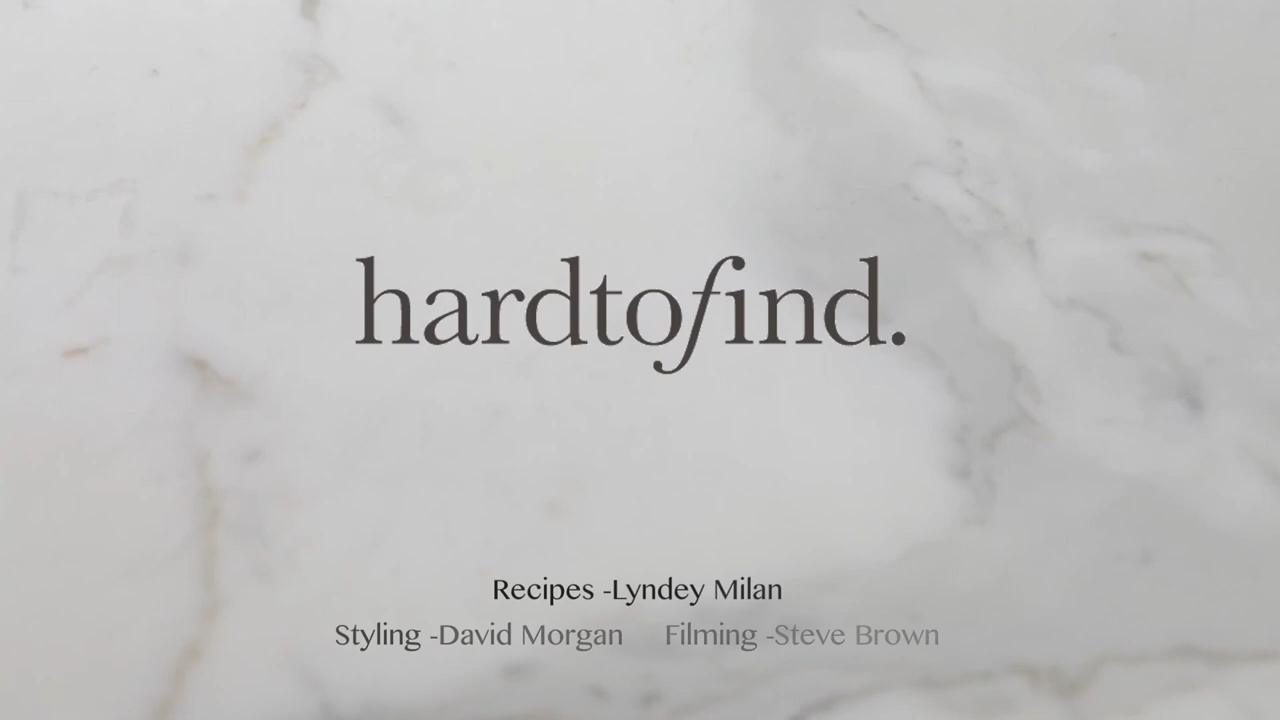 hardtofind.
Recipes -Lyndey Milan
Styling -David Morgan Filming -Steve Brown